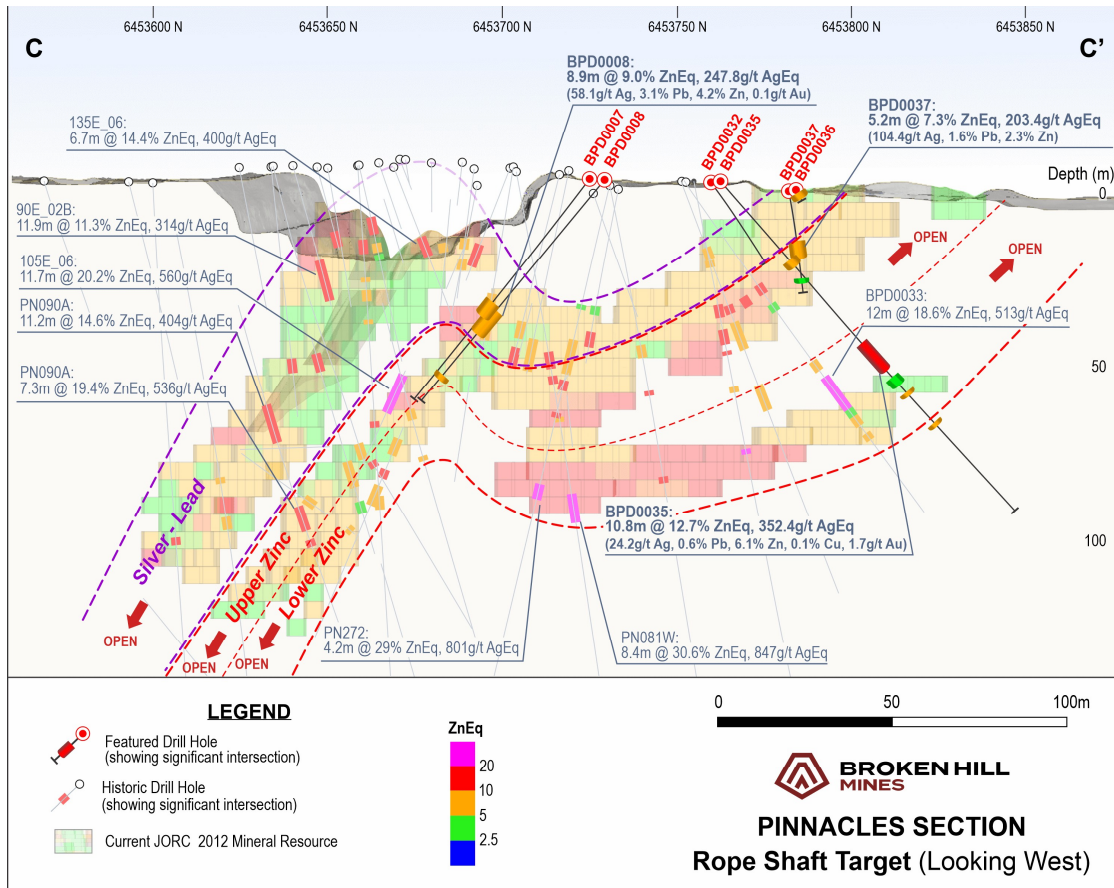 6453600 N
6453650 N
6453700 N
6453750 N
6453800 N
6453850 N
C
C'
BPD0008:
8.9m @ 9.0% ZnEq, 247.8g/t AgEq
(58.1g/t Ag, 3.1% Pb, 4.2% Zn, 0.1g/t Au)
BPD0037:
5.2m @ 7.3% ZnEq, 203.4g/t AgEq
(104.4g/t Ag, 1.6% Pb, 2.3% Zn)
135E_06:
6.7m @ 14.4% ZnEq, 400g/t AgEq
BPD0007
BPD0008
BPD0032
BPD0035
BPD0037
BPD0036
Depth (m)
0
90E_02B:
11.9m @ 11.3% ZnEq, 314g/t AgEq
105E_06:
11.7m @ 20.2% ZnEq, 560g/t AgEq
PN090A:
11.2m @ 14.6% ZnEq, 404g/t AgEq
PN090A:
7.3m @ 19.4% ZnEq, 536g/t AgEq
OPEN
OPEN
BPD0033:
12m @ 18.6% ZnEq, 513g/t AgEq
50
Silver - Lead
Upper Zinc
Lower Zinc
BPD0035:
10.8m @ 12.7% ZnEq, 352.4g/t AgEq
(24.2g/t Ag, 0.6% Pb, 6.1% Zn, 0.1% Cu, 1.7g/t Au)
100
OPEN
OPEN
OPEN
PN272:
4.2m @ 29% ZnEq, 801g/t AgEq
PN081W:
8.4m @ 30.6% ZnEq, 847g/t AgEq
LEGEND
Featured Drill Hole
(showing significant intersection)
Historic Drill Hole
(showing significant intersection)
Current JORC 2012 Mineral Resource
ZnEq
20
10
5
2.5
0
50
100m
BROKEN HILL
MINES
PINNACLES SECTION
Rope Shaft Target (Looking West)